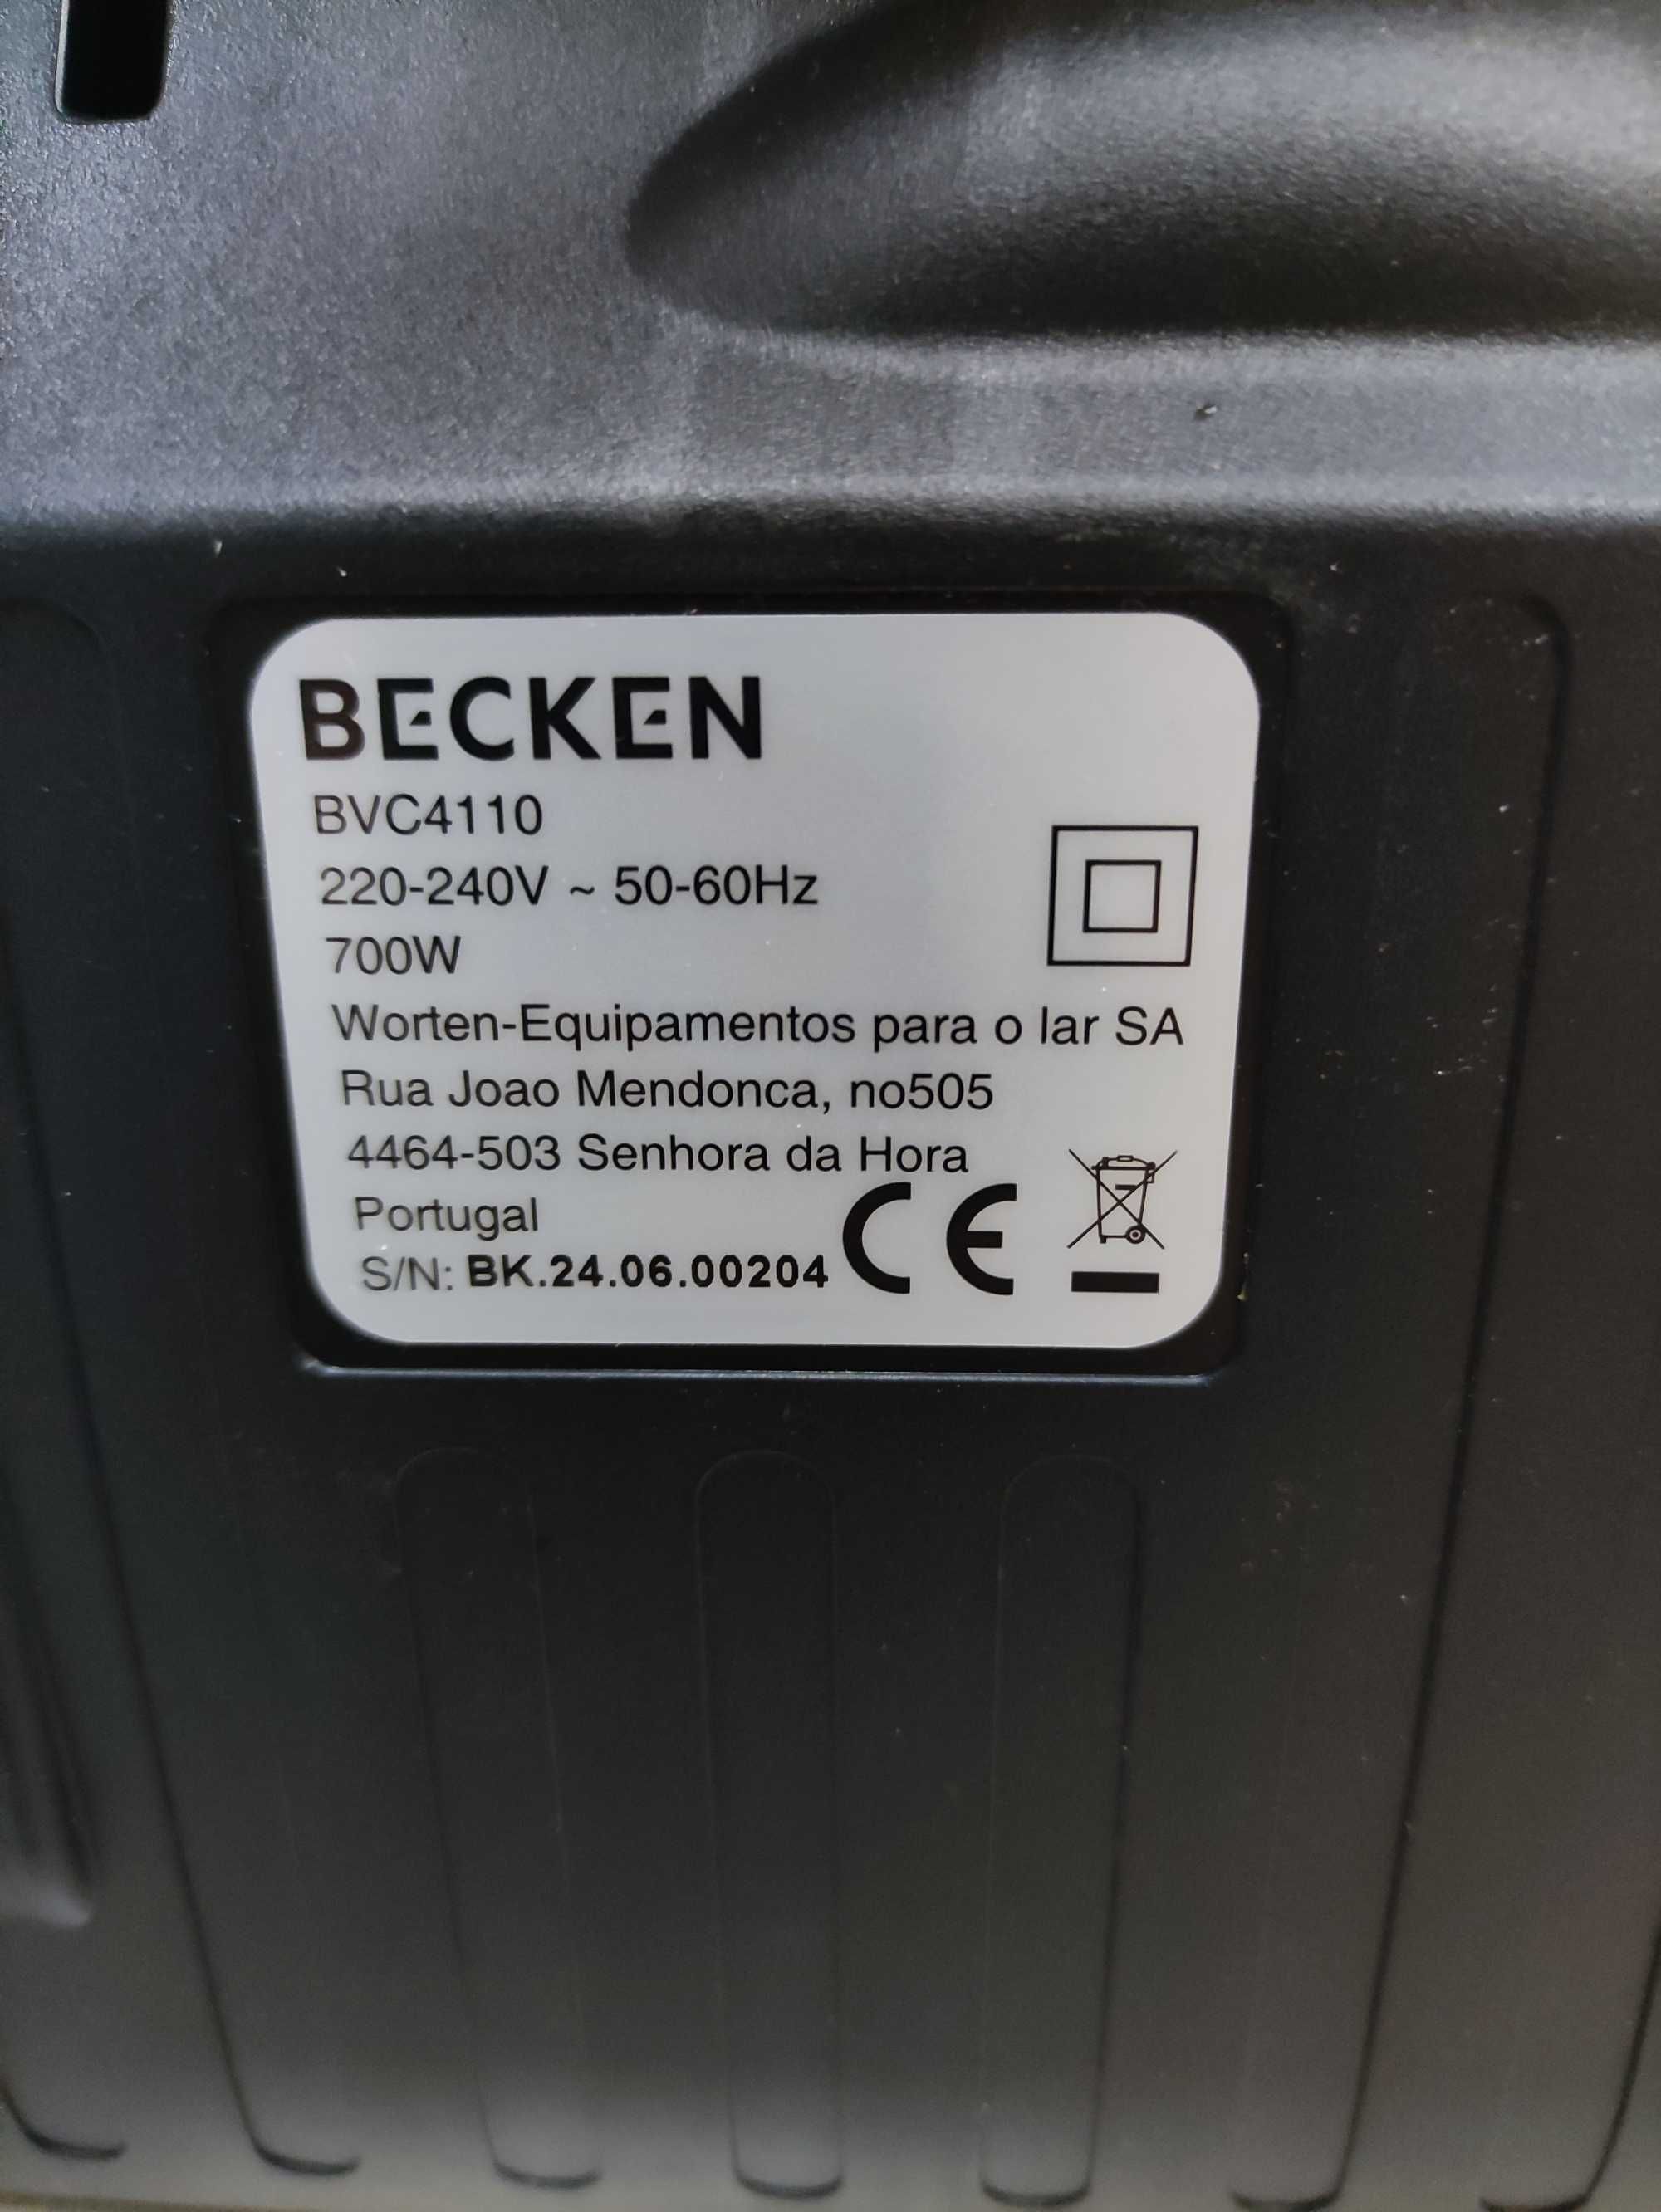 BECKEN
BVC4110
220-240V ~ 50-60Hz
700W
Worten-Equipamentos para o lar SA
Rua Joao Mendonca, no505
4464-503 Senhora da Hora
Portugal
S/N: BK.24.06.00204
CE